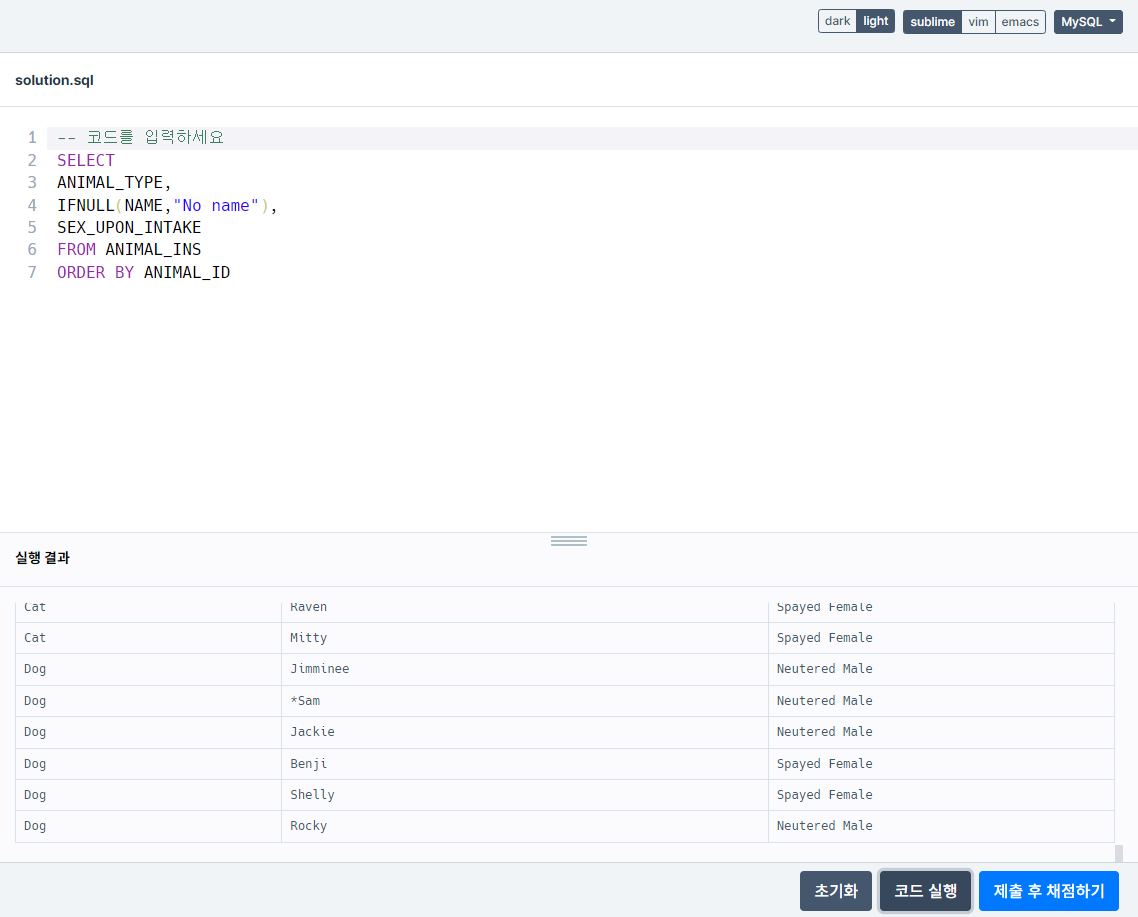 dark light sublime vim emacs MySQL
solution.sql
1 -- 코드를 입력하세요
2 SELECT
3 ANIMAL_TYPE,
4 IFNULL(NAME,"No name"),
5 SEX_UPON_INTAKE
6 FROM ANIMAL_INS
7 ORDER BY ANIMAL_ID
실행 결과
Cat Raven Spayed Female
Cat Mitty Spayed Female
Dog Jimminee Neutered Male
Dog *Sam Neutered Male
Dog Jackie Neutered Male
Dog Benji Spayed Female
Dog Shelly Spayed Female
Dog Rocky Neutered Male
초기화 코드 실행 제출 후 채점하기